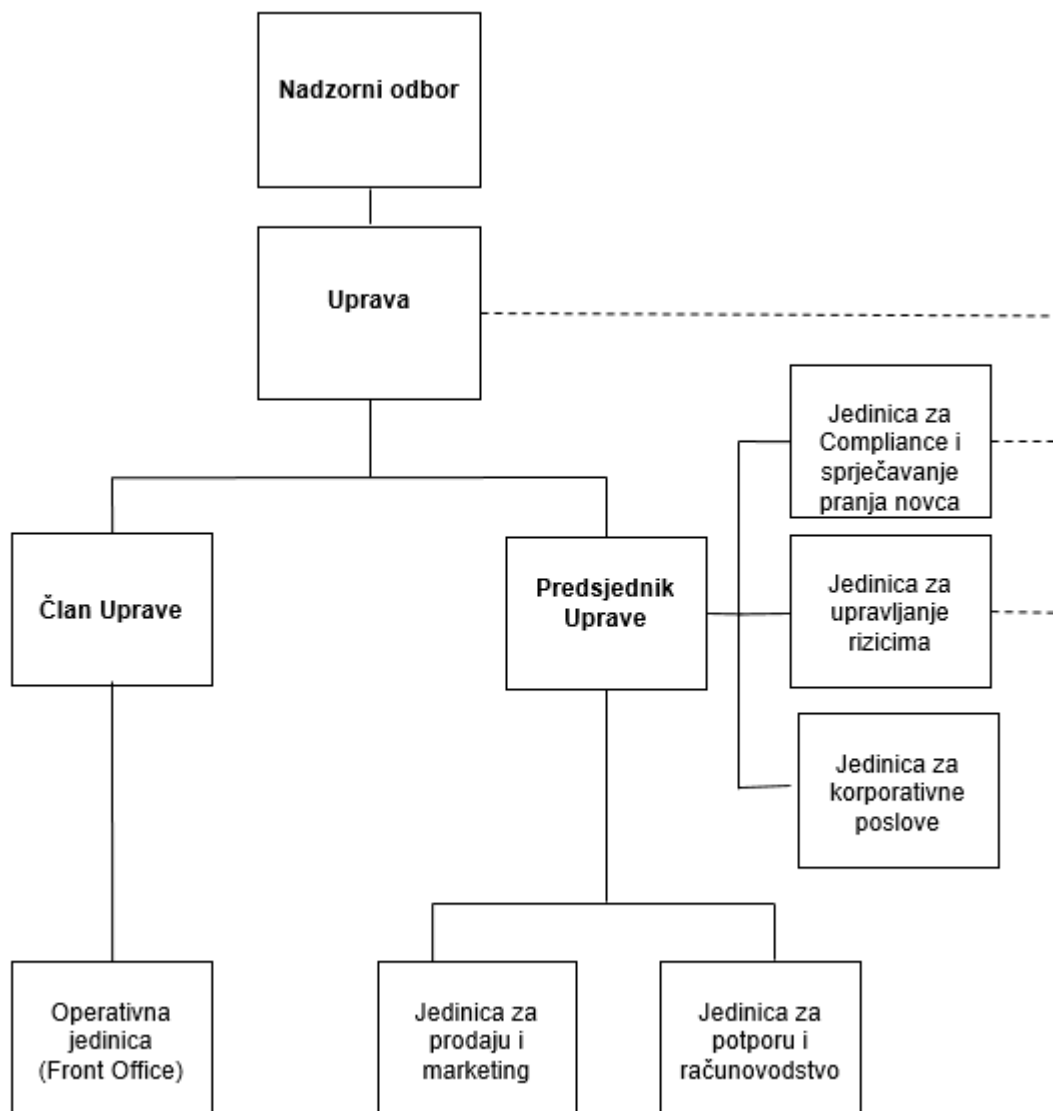 Nadzorni odbor
Uprava
Jedinica za
Compliance i
sprječavanje
pranja novca
Član Uprave
Predsjednik
Uprave
Jedinica za
upravljanje
rizicima
Jedinica za
korporativne
poslove
Operativna
jedinica
(Front Office)
Jedinica za
prodaju i
marketing
Jedinica za
potporu i
računovodstvo